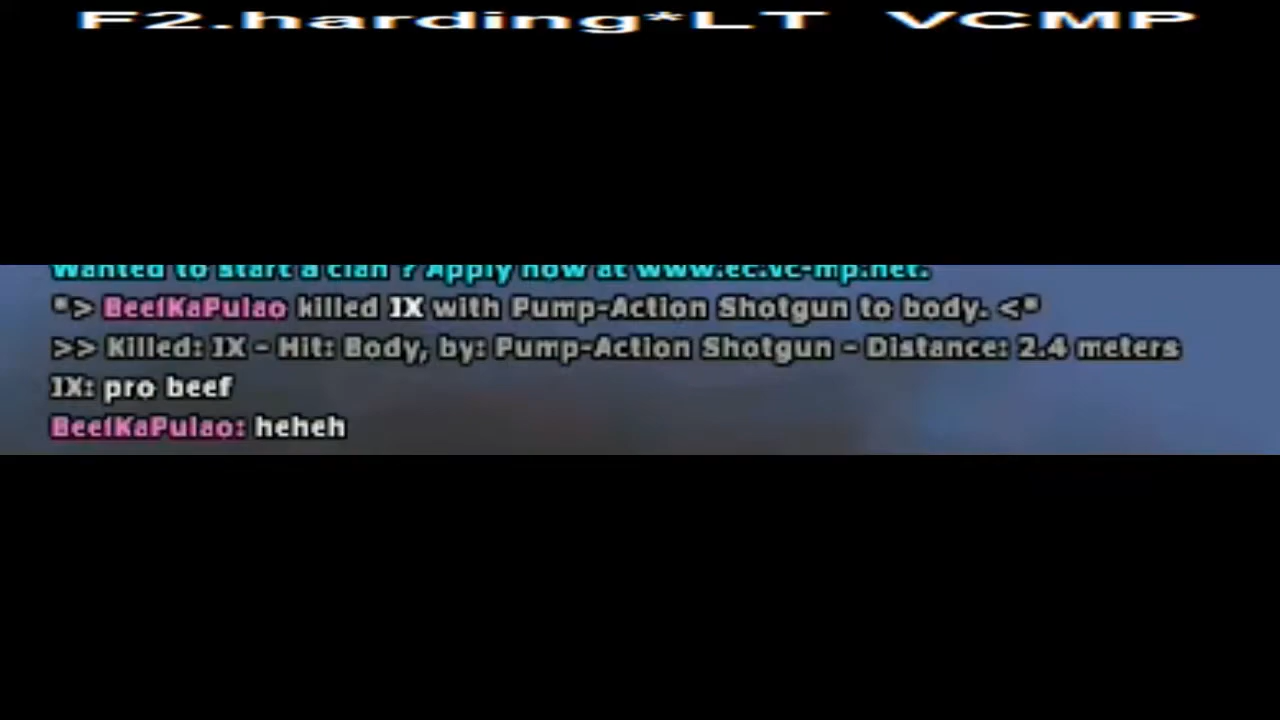 F2.harding*LT VCMP
Wanted to start a clan ? Apply now at www.ec.vc-mp.net.
*> BeefKaPulao killed IX with Pump-Action Shotgun to body. <*
>> Killed: IX - Hit: Body, by: Pump-Action Shotgun - Distance: 2.4 meters
IX: pro beef
BeefKaPulao: heheh